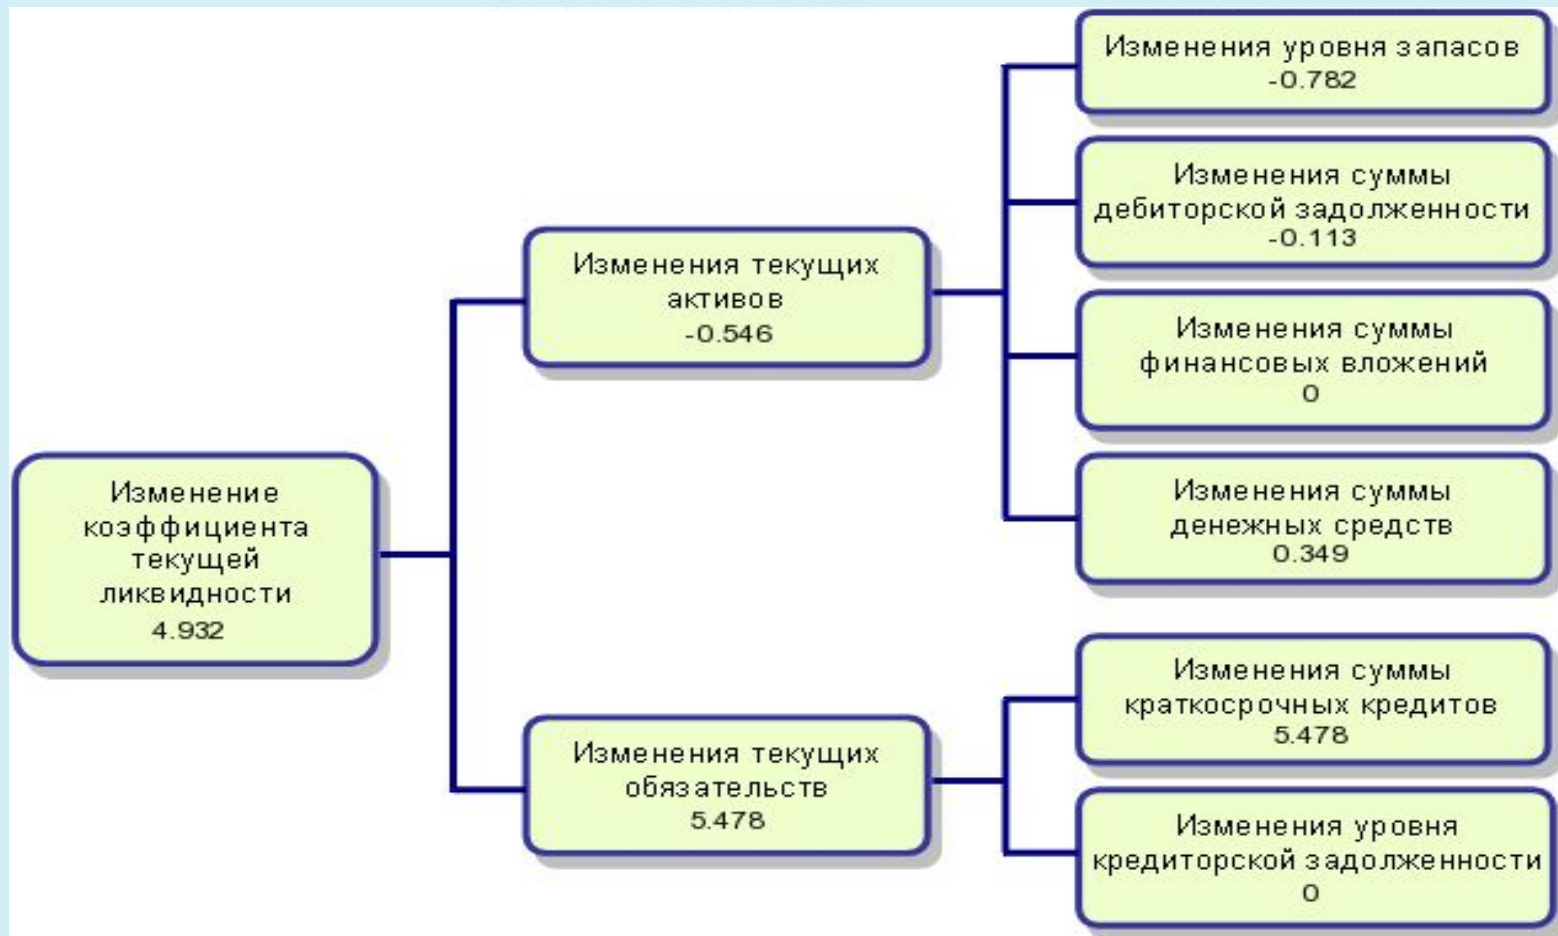 Изменения уровня запасов
-0.782
Изменения суммы
дебиторской задолженности
-0.113
Изменения текущих
активов
-0.546
Изменения суммы
финансовых вложений
0
Изменение
коэффициента
текущей
ликвидности
4.932
Изменения суммы
денежных средств
0.349
Изменения суммы
краткосрочных кредитов
5.478
Изменения текущих
обязательств
5.478
Изменения уровня
кредиторской задолженности
0